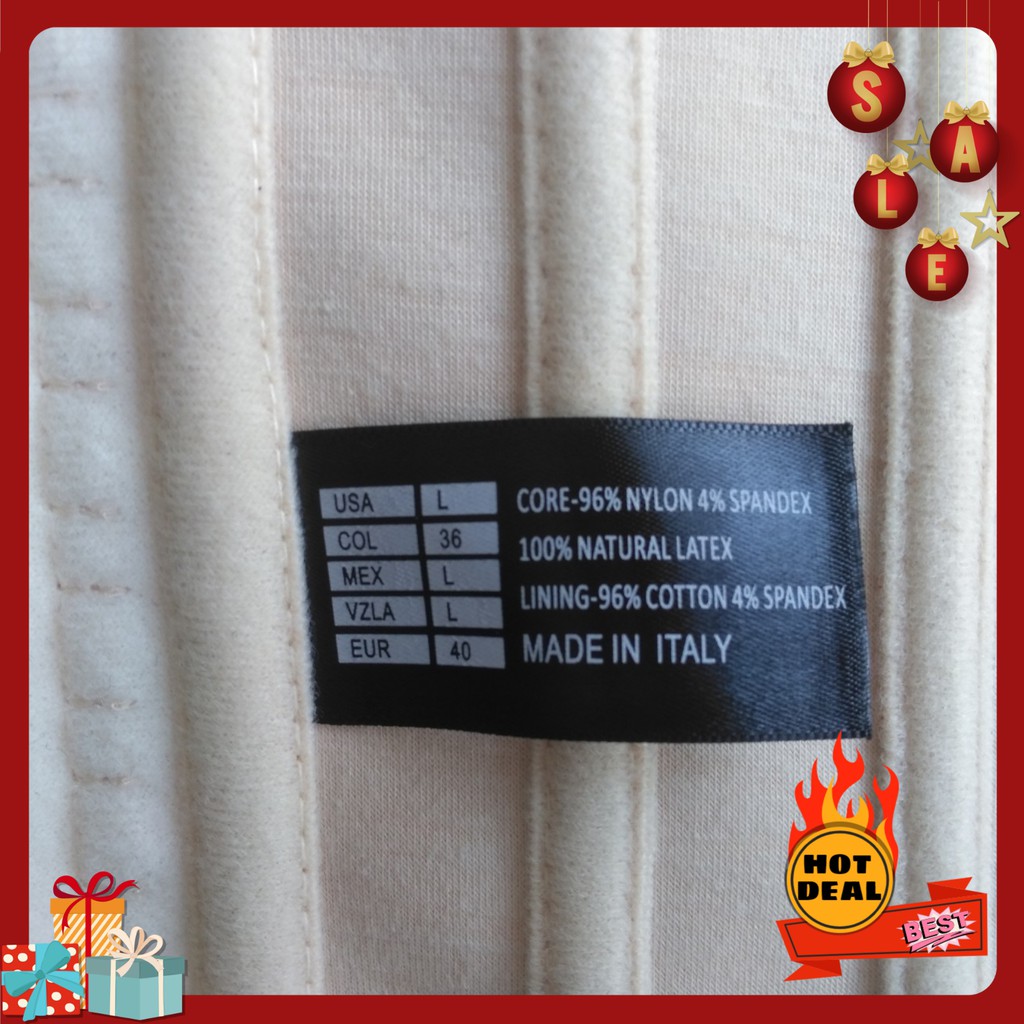 S
A
L
E
USA L
COL 36
MEX L
VZLA L
EUR 40
CORE-96% NYLON 4% SPANDEX
100% NATURAL LATEX
LINING-96% COTTON 4% SPANDEX
MADE IN ITALY
HOT
DEAL
BEST